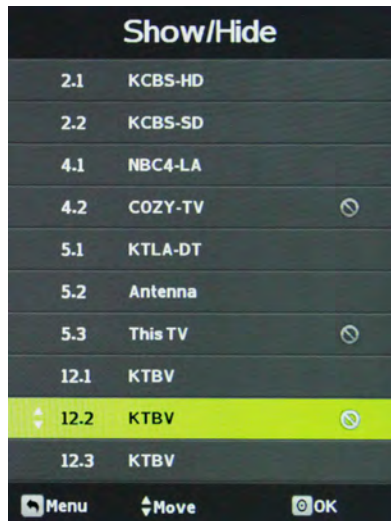 Show/Hide
2.1 KCBS-HD
2.2 KCBS-SD
4.1 NBC4-LA
4.2 COZY-TV
5.1 KTLA-DT
5.2 Antenna
5.3 This TV
12.1 KTBV
12.2 KTBV
12.3 KTBV
Menu Move OK